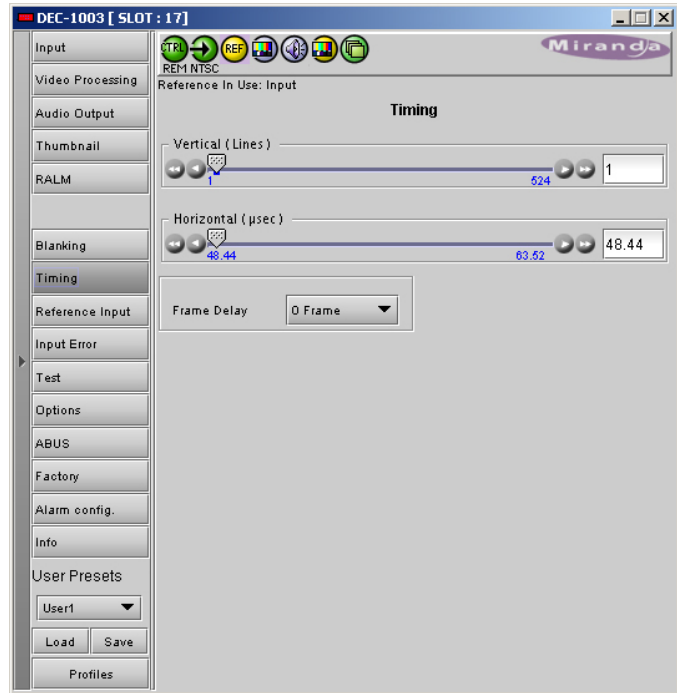 DEC-1003 [ SLOT : 17]
Input
Video Processing
Audio Output
Thumbnail
RALM
Blanking
Timing
Reference Input
Input Error
Test
Options
ABUS
Factory
Alarm config.
Info
User Presets
User1
Load Save
Profiles
CTRL REF
REM NTSC
Miranda
Reference In Use: Input
Timing
Vertical ( Lines )
1 524
1
Horizontal ( µsec )
48.44 63.52
48.44
Frame Delay 0 Frame